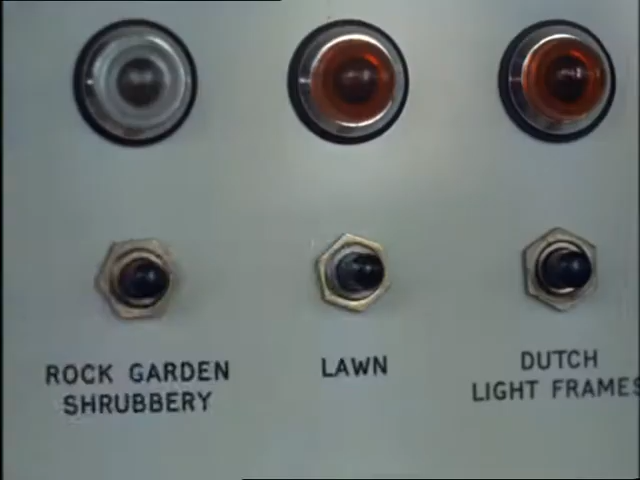 ROCK GARDEN
SHRUBBERY
LAWN
DUTCH
LIGHT FRAMES